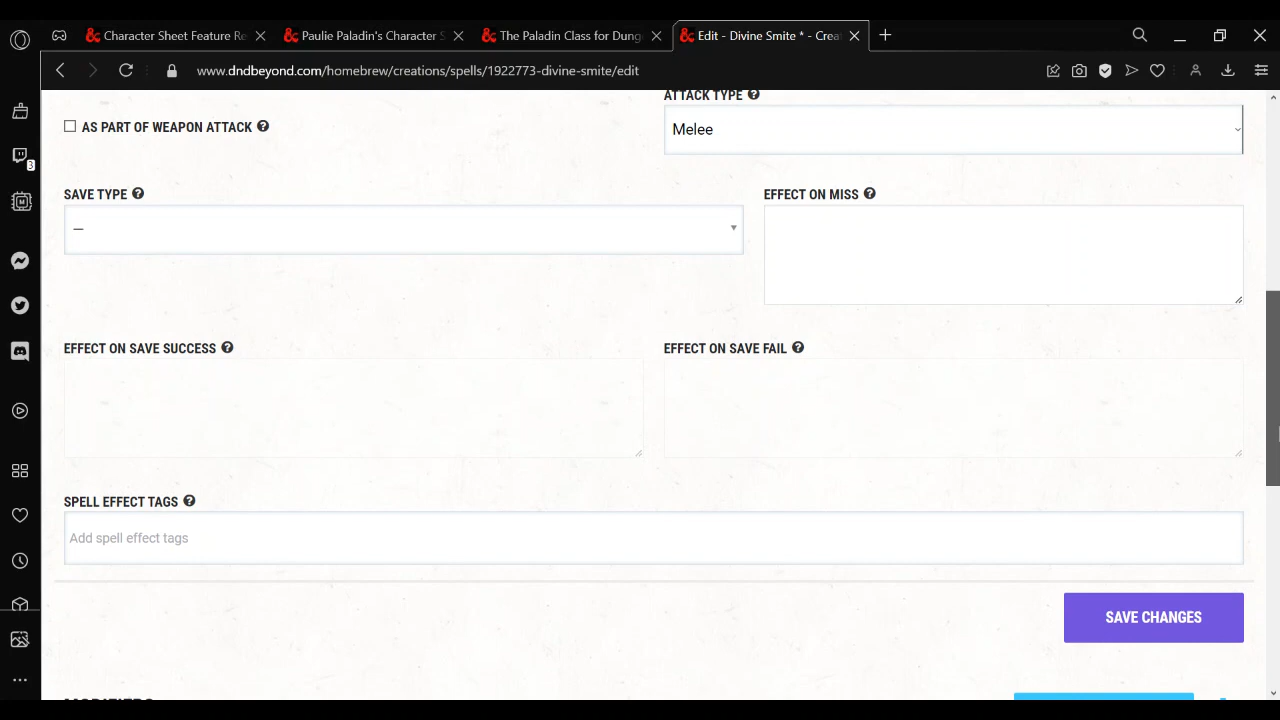 Character Sheet Feature Re
Paulie Paladin's Character S
The Paladin Class for Dung
Edit - Divine Smite * - Crea
www.dndbeyond.com/homebrew/creations/spells/1922773-divine-smite/edit
3
M
ATTACK TYPE ?
AS PART OF WEAPON ATTACK ?
Melee
SAVE TYPE ?
EFFECT ON MISS ?
—
EFFECT ON SAVE SUCCESS ?
EFFECT ON SAVE FAIL ?
SPELL EFFECT TAGS ?
Add spell effect tags
SAVE CHANGES